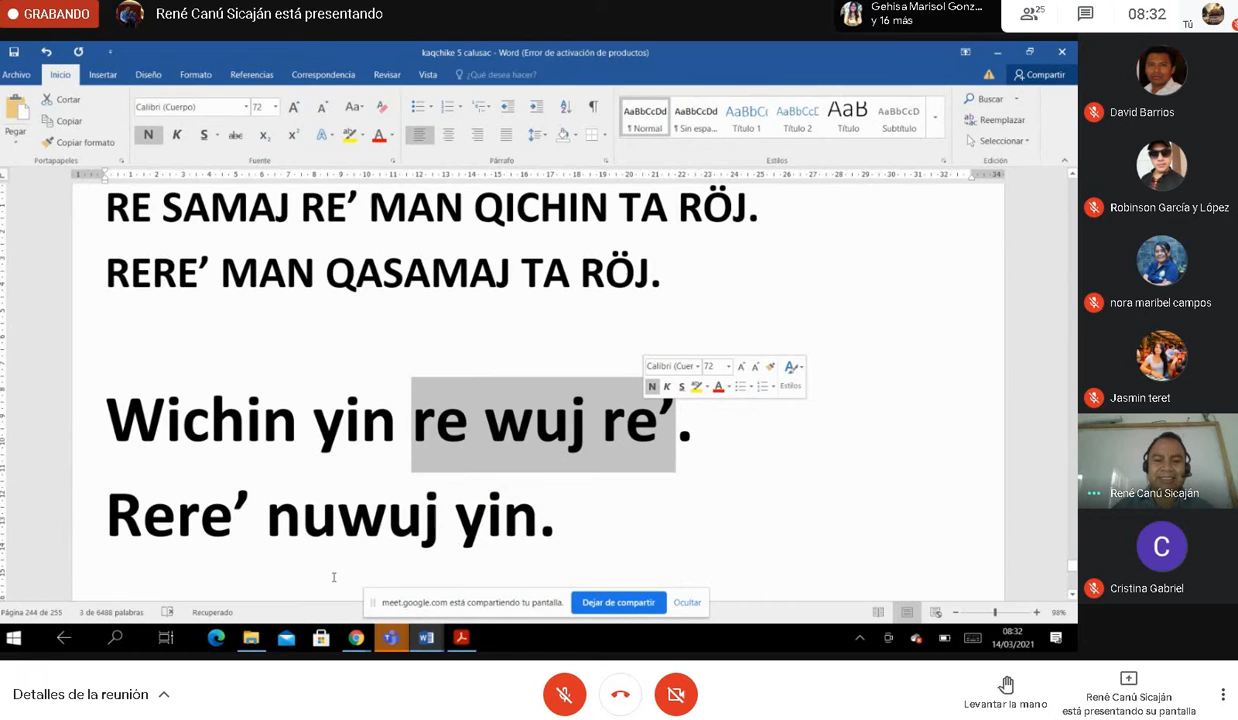 GRABANDO
René Canú Sicaján está presentando
Gehisa Marisol Gonz...
y 16 más
25
08:32
Tú
kaqchike 5 calusac - Word (Error de activación de productos)
Archivo Inicio Insertar Diseño Formato Referencias Correspondencia Revisar Vista ¿Qué desea hacer? Compartir
Pegar
Cortar
Copiar
Copiar formato
Portapapeles
Calibri (Cuerpo) 72
Fuente
Párrafo
AaBbCcDd AaBbCcDd AaBbC AaBbCcD AaB AaBbCcD
¶ Normal ¶ Sin espa... Título 1 Título 2 Título Subtítulo
Estilos
Buscar
Reemplazar
Seleccionar
Edición
RE SAMAJ RE’ MAN QICHIN TA RÖJ.
RERE’ MAN QASAMAJ TA RÖJ.
Calibri (Cuer 72
N K S Estilos
Wichin yin re wuj re’.
Rere’ nuwuj yin.
meet.google.com está compartiendo tu pantalla.
Dejar de compartir
Ocultar
Página 244 de 255 3 de 6488 palabras Recuperado 98%
08:32
14/03/2021
David Barrios
Robinson García y López
nora maribel campos
Jasmin teret
René Canú Sicaján
C
Cristina Gabriel
Detalles de la reunión
Levantar la mano
René Canú Sicaján
está presentando su pantalla